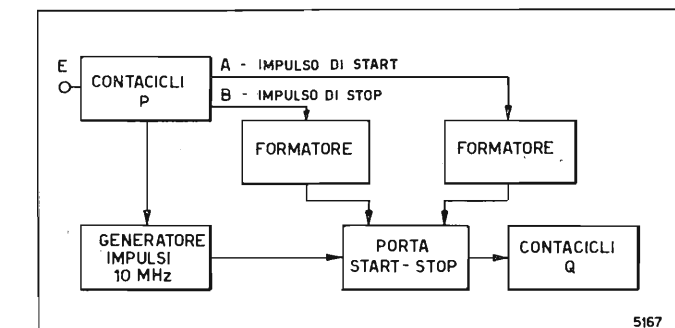 E
CONTACICLI
P
A - IMPULSO DI START
B - IMPULSO DI STOP
FORMATORE
FORMATORE
GENERATORE
IMPULSI
10 MHz
PORTA
START-STOP
CONTACICLI
Q
5167